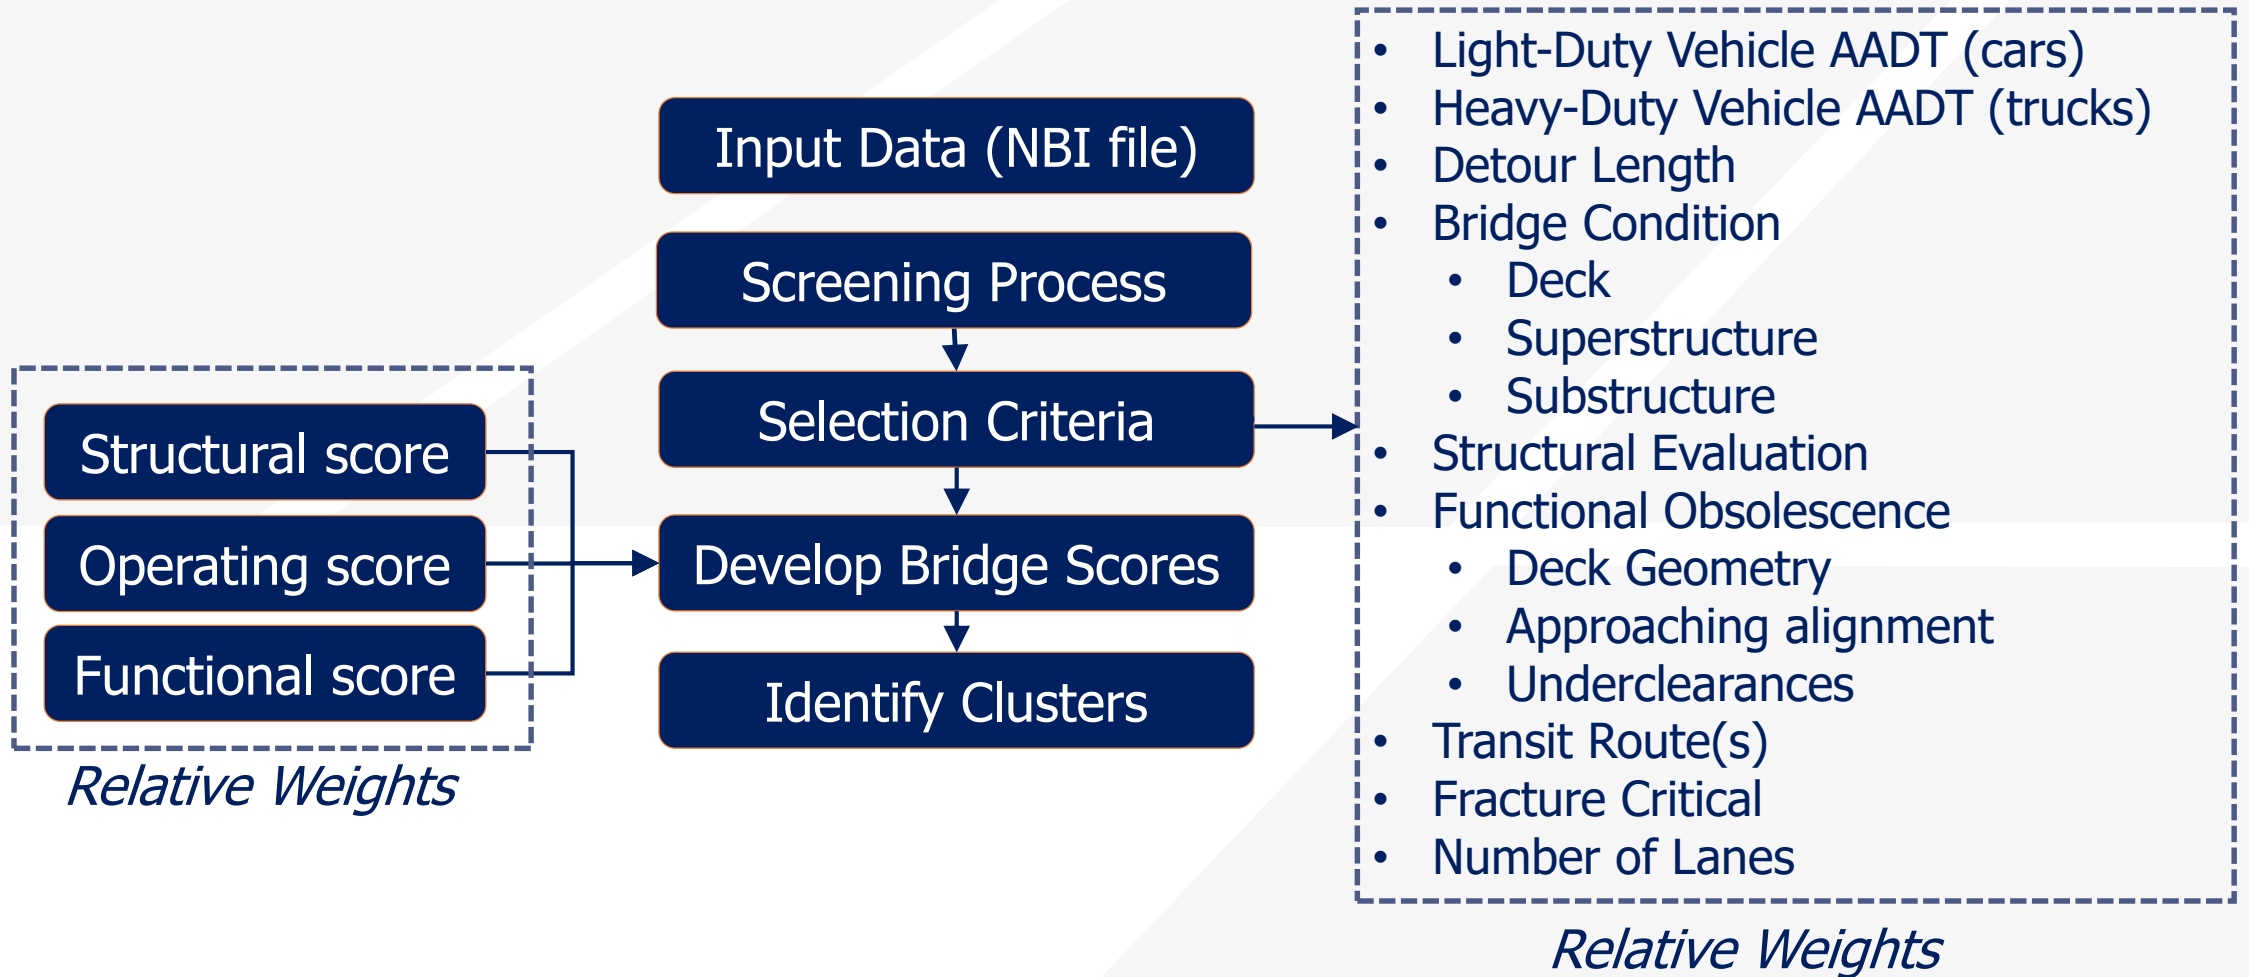 Input Data (NBI file)
Screening Process
Selection Criteria
Develop Bridge Scores
Identify Clusters
Structural score
Operating score
Functional score
Relative Weights
• Light-Duty Vehicle AADT (cars)
• Heavy-Duty Vehicle AADT (trucks)
• Detour Length
• Bridge Condition
• Deck
• Superstructure
• Substructure
• Structural Evaluation
• Functional Obsolescence
• Deck Geometry
• Approaching alignment
• Underclearances
• Transit Route(s)
• Fracture Critical
• Number of Lanes
Relative Weights